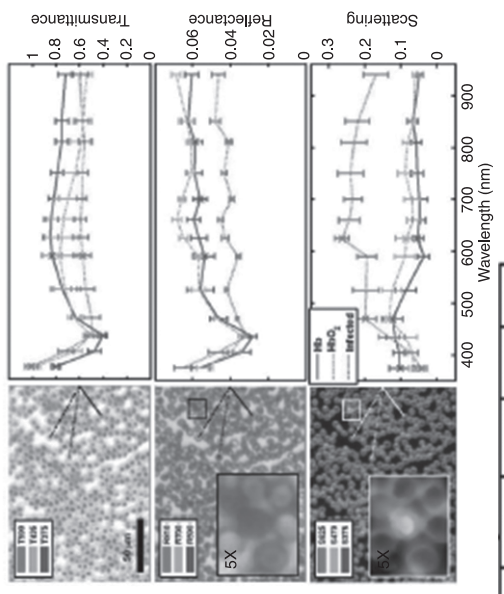 Transmittance
1
0.8
0.6
0.4
0.2
0
Reflectance
0.06
0.04
0.02
0
Scattering
0.3
0.2
0.1
0
400
500
600
700
800
900
Wavelength (nm)
Hb
HbO2
Infected
50 μm
5X
5X